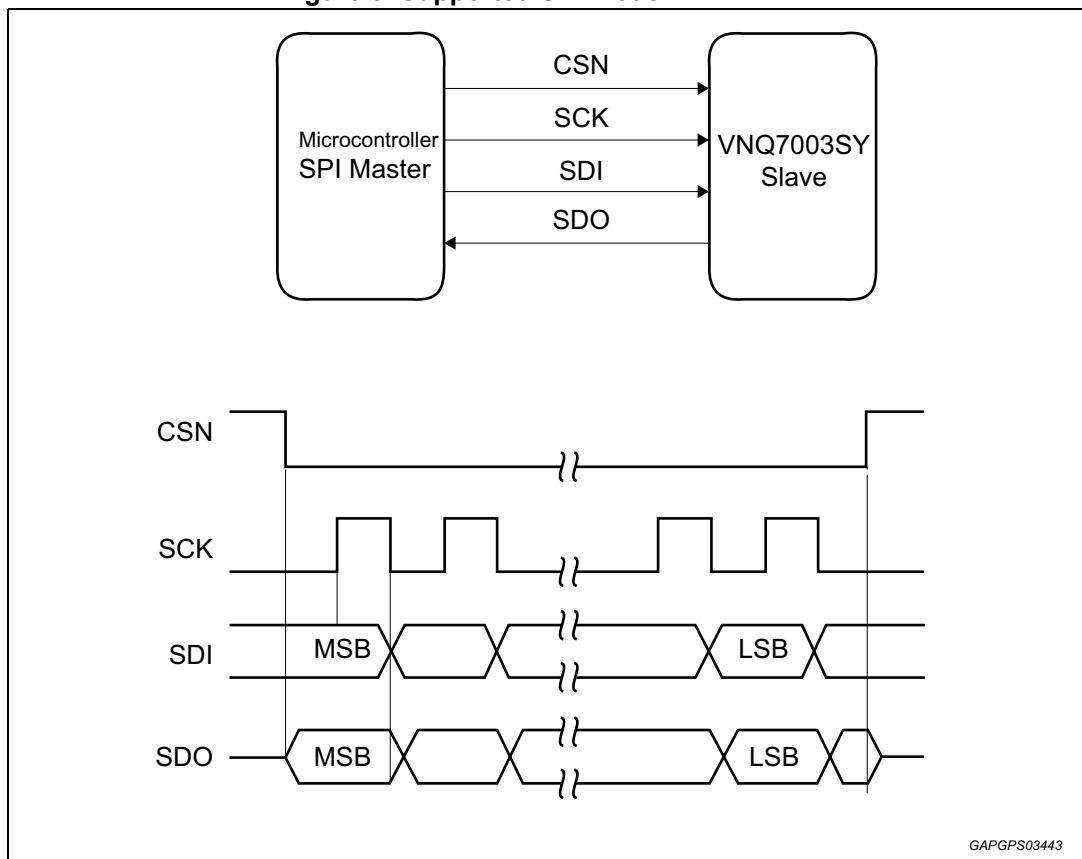 CSN
SCK
SDI
SDO
Microcontroller
SPI Master
VNQ7003SY
Slave
CSN
SCK
SDI MSB LSB
SDO MSB LSB
GAPGPS03443